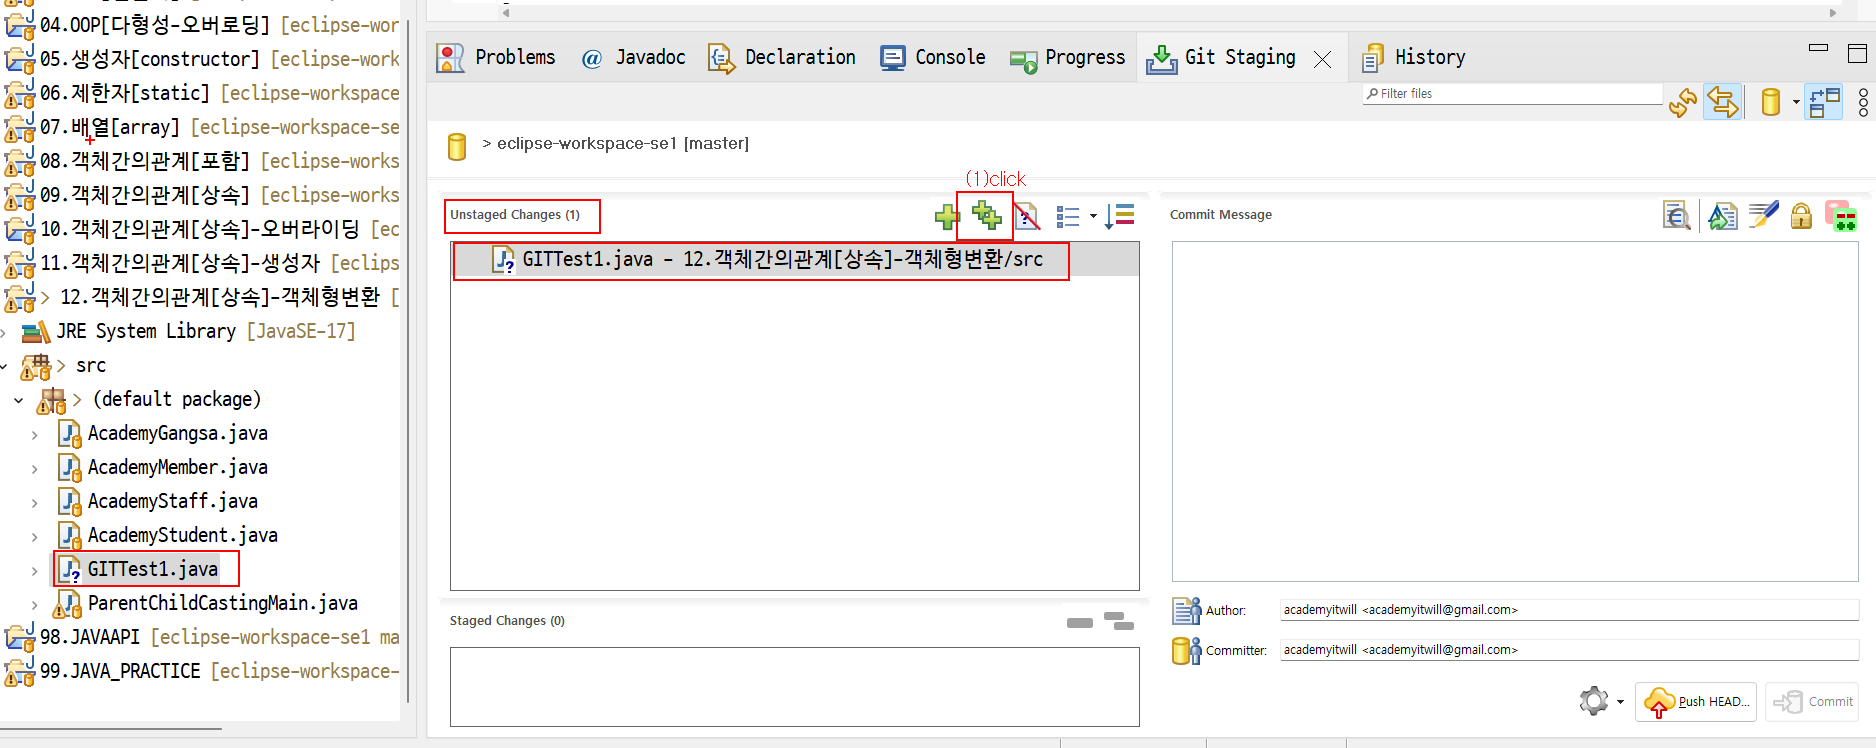 04.OOP[다형성-오버로딩] [eclipse-wor
05.생성자[constructor] [eclipse-work
06.제한자[static] [eclipse-workspace
07.배열[array] [eclipse-workspace-se
08.객체간의관계[포함] [eclipse-works
09.객체간의관계[상속] [eclipse-works
10.객체간의관계[상속]-오버라이딩 [ec
11.객체간의관계[상속]-생성자 [eclips
> 12.객체간의관계[상속]-객체형변환 [
JRE System Library [JavaSE-17]
> src
> (default package)
AcademyGangsa.java
AcademyMember.java
AcademyStaff.java
AcademyStudent.java
GITTest1.java
ParentChildCastingMain.java
98.JAVAAPI [eclipse-workspace-se1 ma
99.JAVA_PRACTICE [eclipse-workspace-
Problems @ Javadoc Declaration Console Progress Git Staging History
Filter files
> eclipse-workspace-se1 [master]
(1)click
Unstaged Changes (1)
GITTest1.java - 12.객체간의관계[상속]-객체형변환/src
Staged Changes (0)
Commit Message
Author: academyitwill <academyitwill@gmail.com>
Committer: academyitwill <academyitwill@gmail.com>
Push HEAD... Commit